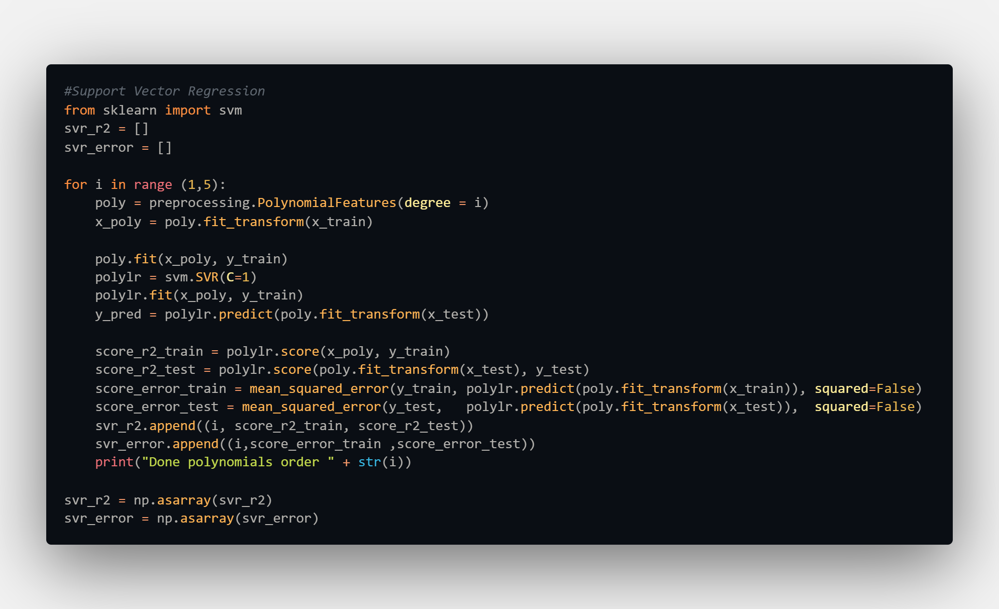 #Support Vector Regression
from sklearn import svm
svr_r2 = []
svr_error = []

for i in range (1,5):
    poly = preprocessing.PolynomialFeatures(degree = i)
    x_poly = poly.fit_transform(x_train)

    poly.fit(x_poly, y_train)
    polylr = svm.SVR(C=1)
    polylr.fit(x_poly, y_train)
    y_pred = polylr.predict(poly.fit_transform(x_test))

    score_r2_train = polylr.score(x_poly, y_train)
    score_r2_test = polylr.score(poly.fit_transform(x_test), y_test)
    score_error_train = mean_squared_error(y_train, polylr.predict(poly.fit_transform(x_train)), squared=False)
    score_error_test = mean_squared_error(y_test,   polylr.predict(poly.fit_transform(x_test)),  squared=False)
    svr_r2.append((i, score_r2_train, score_r2_test))
    svr_error.append((i,score_error_train ,score_error_test))
    print("Done polynomials order " + str(i))

svr_r2 = np.asarray(svr_r2)
svr_error = np.asarray(svr_error)